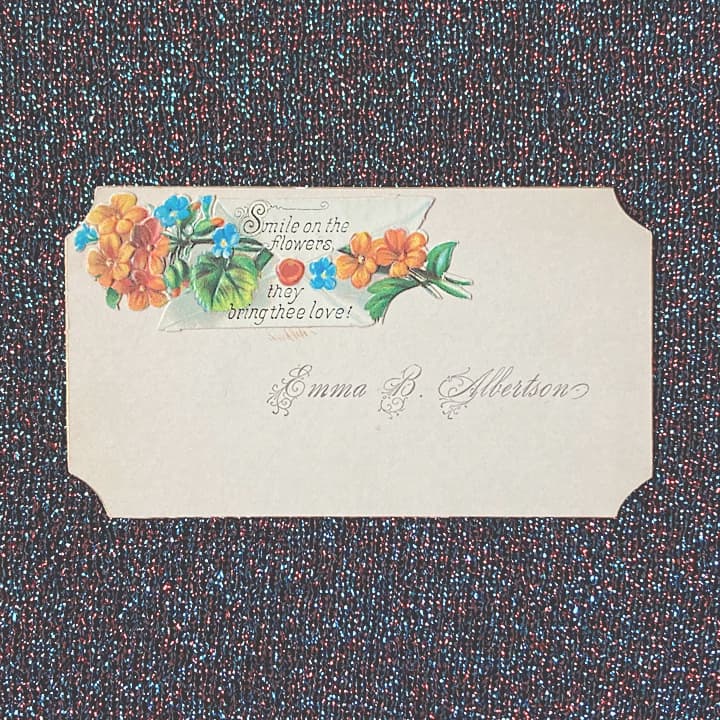 Smile on the
flowers,
they
bring thee love!
Emma B. Albertson